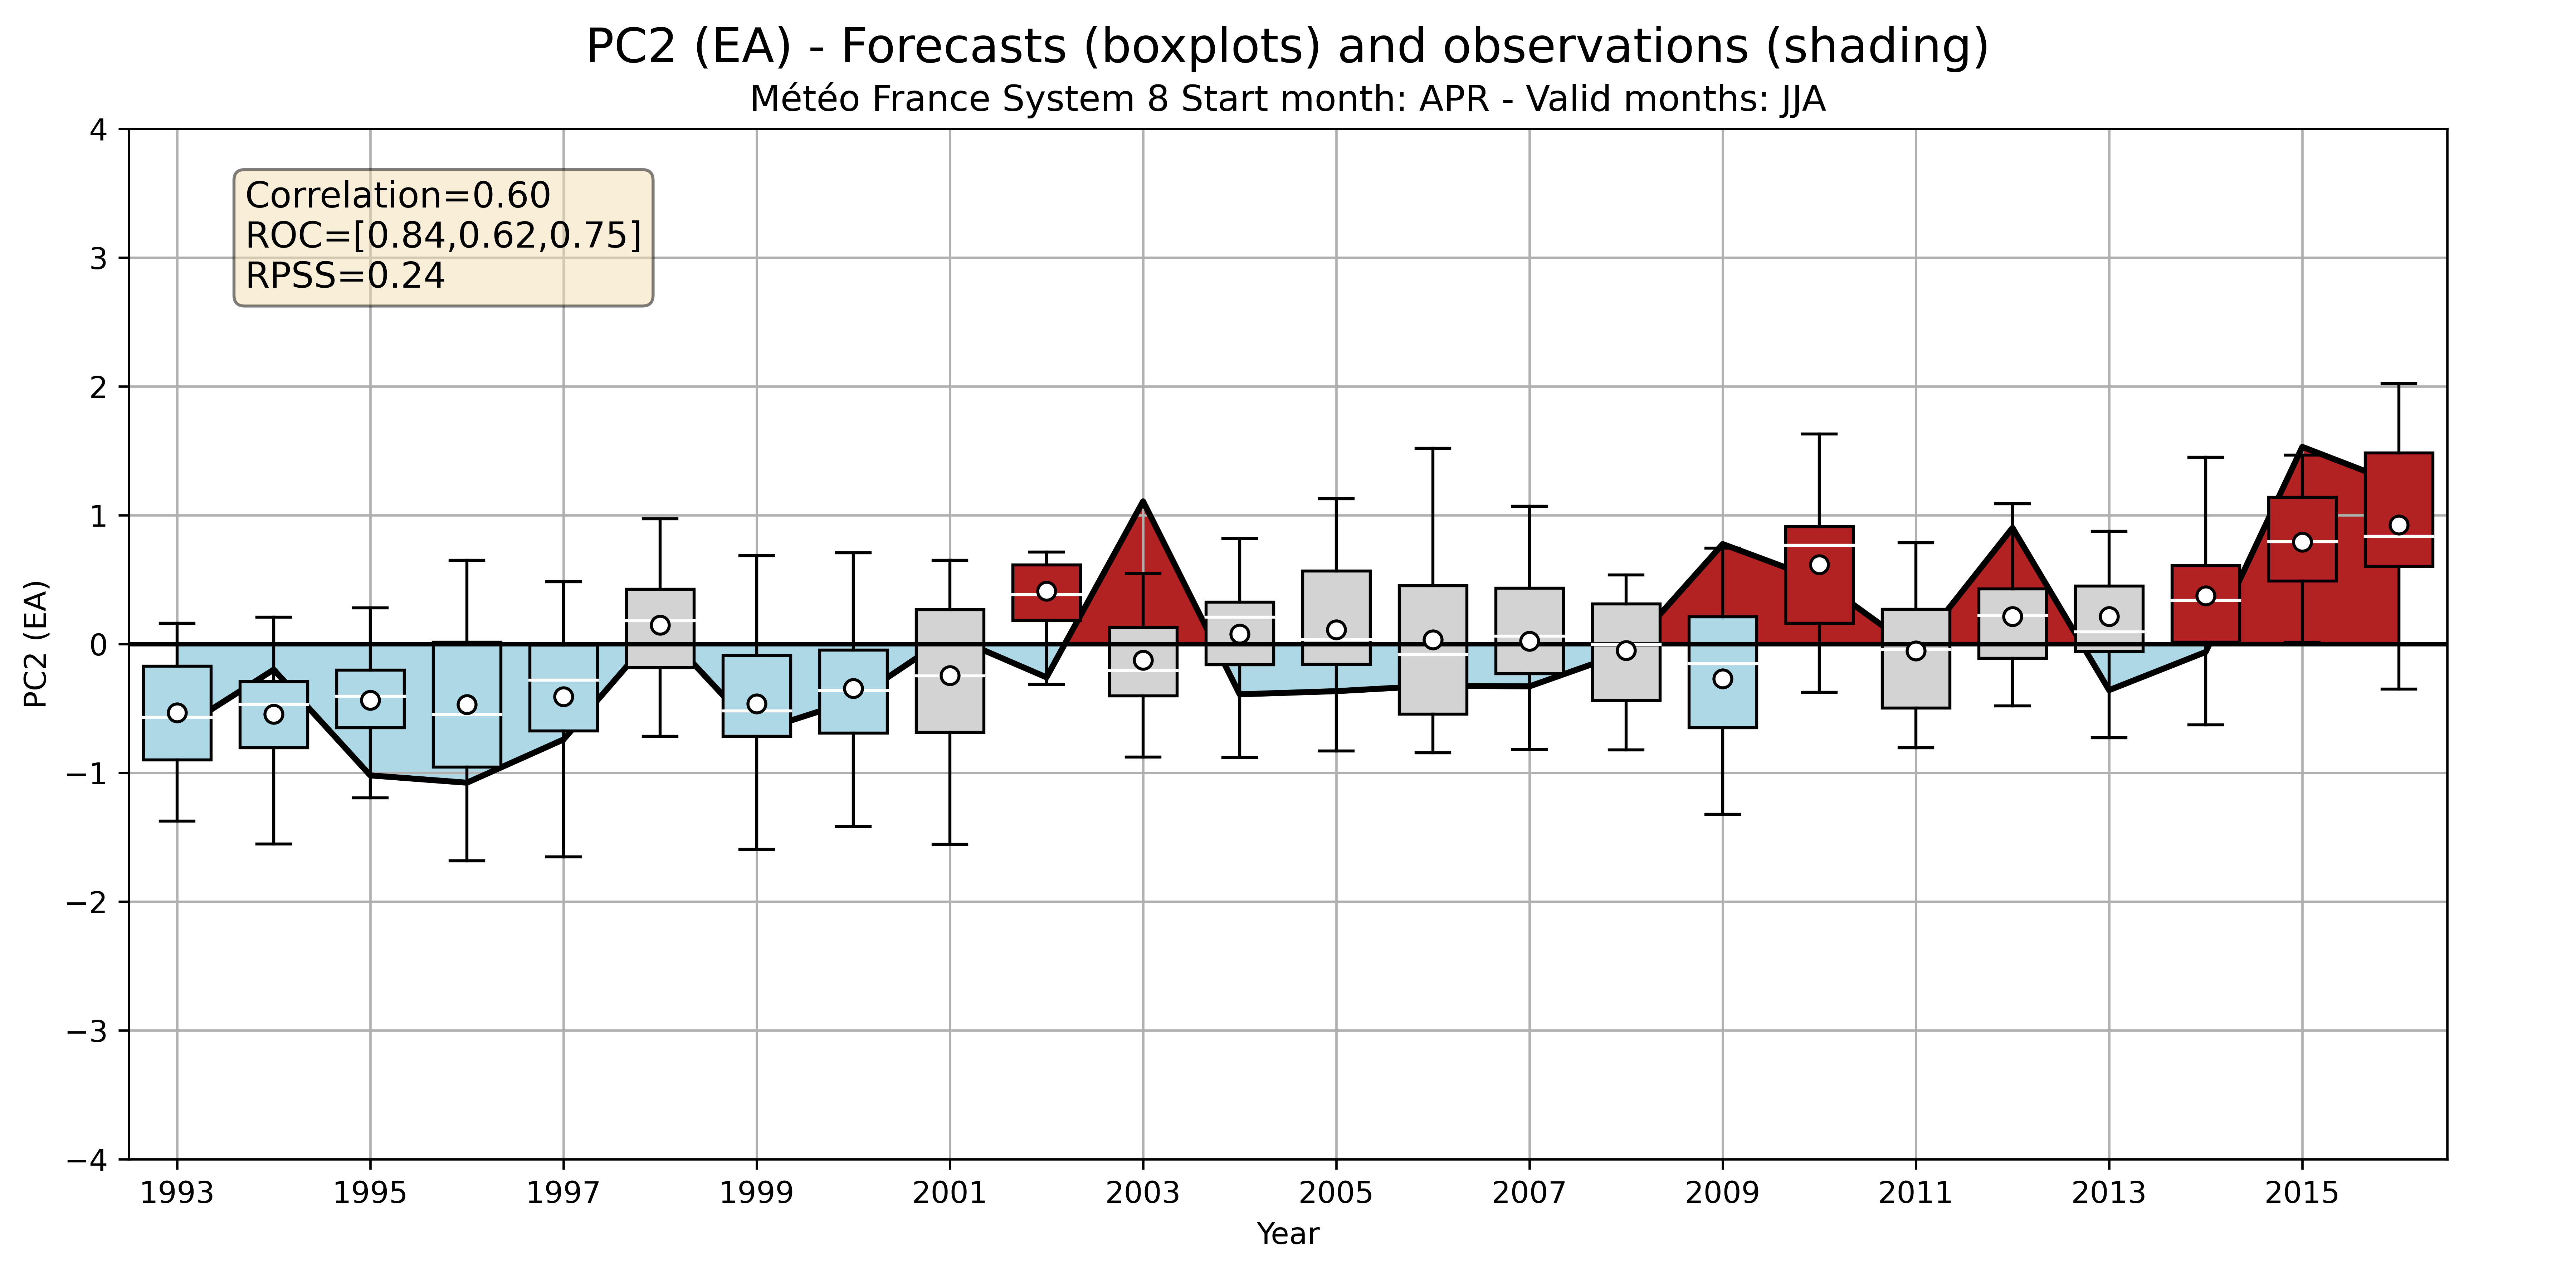 PC2 (EA) - Forecasts (boxplots) and observations (shading)
Météo France System 8 Start month: APR - Valid months: JJA
Correlation=0.60
ROC=[0.84,0.62,0.75]
RPSS=0.24
PC2 (EA)
4
3
2
1
0
−1
−2
−3
−4
1993 1995 1997 1999 2001 2003 2005 2007 2009 2011 2013 2015
Year